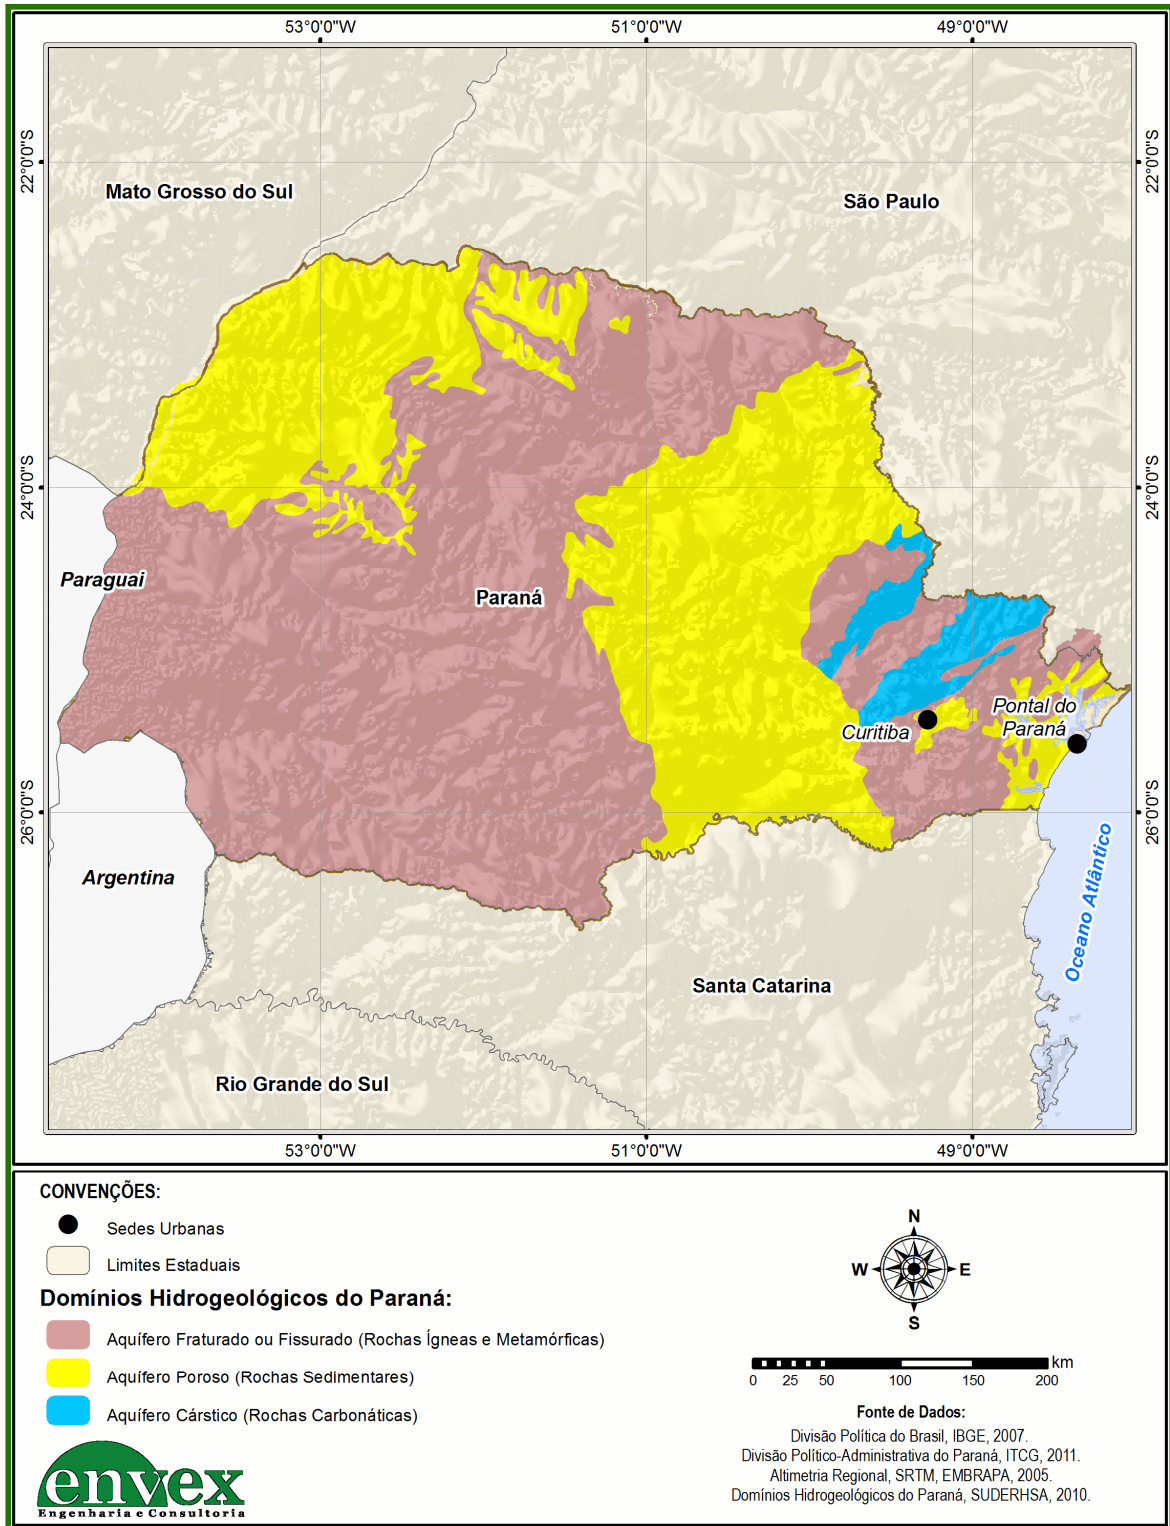 53°0'0"W
51°0'0"W
49°0'0"W
22°0'0"S
22°0'0"S
Mato Grosso do Sul
São Paulo
24°0'0"S
24°0'0"S
Paraguai
Paraná
Pontal do
Paraná
Curitiba
26°0'0"S
26°0'0"S
Argentina
Oceano Atlântico
Santa Catarina
Rio Grande do Sul
53°0'0"W
51°0'0"W
49°0'0"W
CONVENÇÕES:
Sedes Urbanas
Limites Estaduais
Domínios Hidrogeológicos do Paraná:
Aquífero Fraturado ou Fissurado (Rochas Ígneas e Metamórficas)
Aquífero Poroso (Rochas Sedimentares)
Aquífero Cárstico (Rochas Carbonáticas)
envex
Engenharia e Consultoria
N
W E
S
km
0 25 50 100 150 200
Fonte de Dados:
Divisão Política do Brasil, IBGE, 2007.
Divisão Político-Administrativa do Paraná, ITCG, 2011.
Altimetria Regional, SRTM, EMBRAPA, 2005.
Domínios Hidrogeológicos do Paraná, SUDERHSA, 2010.